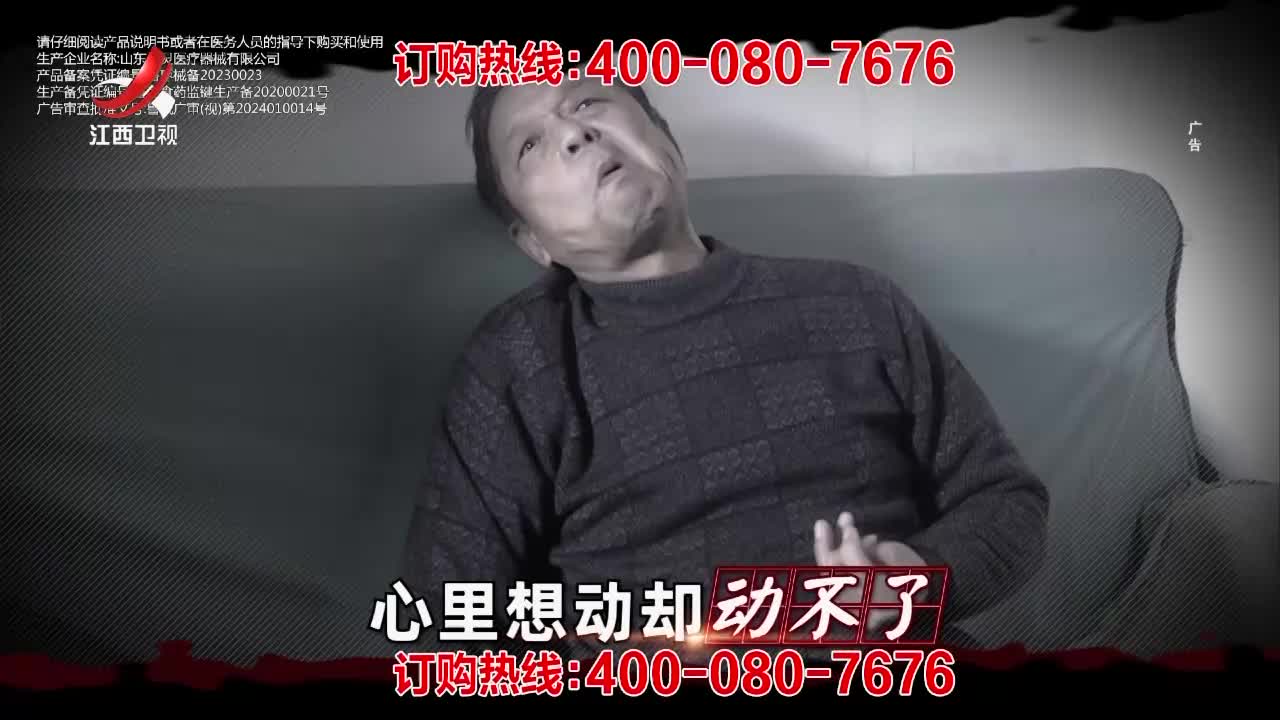 请仔细阅读产品说明书或者在医务人员的指导下购买和使用
生产企业名称:山东 医疗器械有限公司
产品备案凭证编号 械备20230023
生产备凭证编号 食药监械生产备20200021号
广告审查批准文号 广审(视)第2024010014号
江西卫视
订购热线:400-080-7676
广告
心里想动却动不了
订购热线:400-080-7676